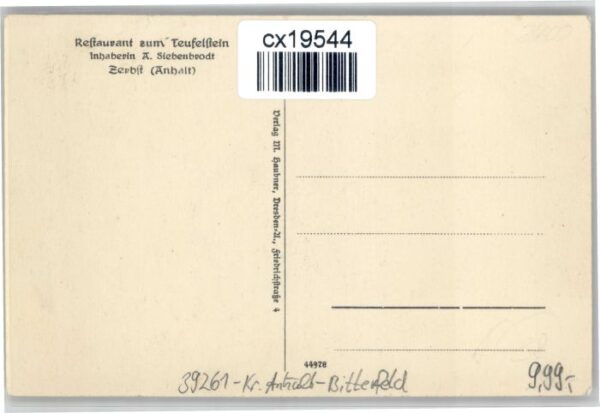 Restaurant zum Teufelstein
Inhaberin A. Siebenbrodt
Zerbst (Anhalt)
cx19544
Verlag M. Haubner, Dresden-A., Friedrichstraße 4
44978
39261-Kr. Anhalt-Bitterfeld
9,99,-